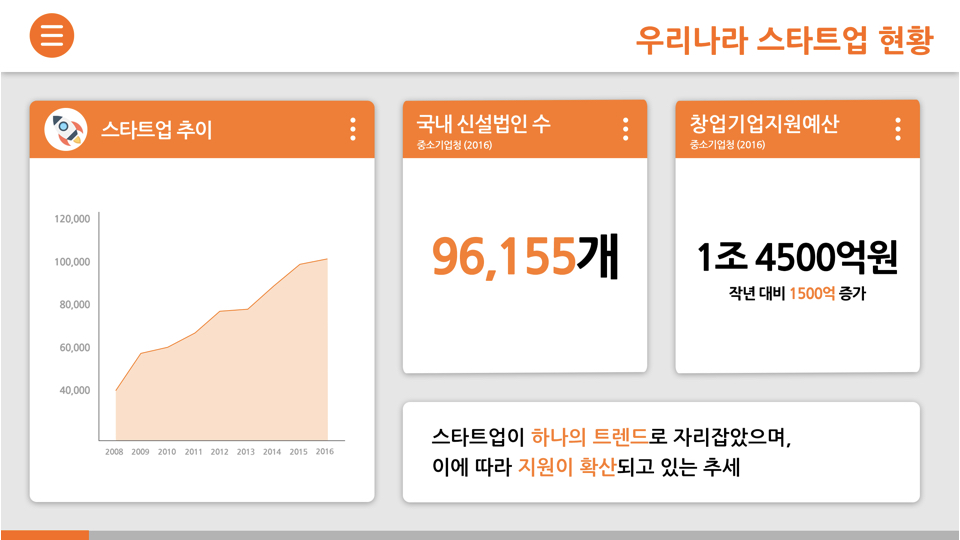 우리나라 스타트업 현황
스타트업 추이
120,000
100,000
80,000
60,000
40,000
2008 2009 2010 2011 2012 2013 2014 2015 2016
국내 신설법인 수
중소기업청 (2016)
96,155개
창업기업지원예산
중소기업청 (2016)
1조 4500억원
작년 대비 1500억 증가
스타트업이 하나의 트렌드로 자리잡았으며,
이에 따라 지원이 확산되고 있는 추세